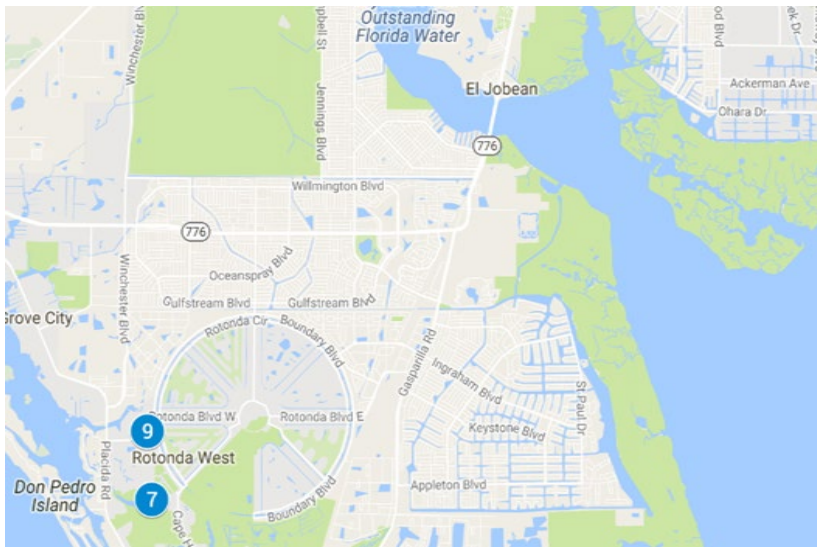 Outstanding
Florida Water
Winchester Blvd
Jennings Blvd
El Jobean
Ackerman Ave
Ohara Dr
776
Willmington Blvd
776
Winchester Blvd
Oceanspray Blvd
Gulfstream Blvd
Gulfstream Blvd
Grove City
Rotonda Cir
Boundary Blvd
Gasparilla Rd
Ingraham Blvd
St Paul Dr
Rotonda Blvd W
Rotonda Blvd E
Keystone Blvd
9
Rotonda West
Placida Rd
Don Pedro
Island
7
Appleton Blvd
Boundary Blvd